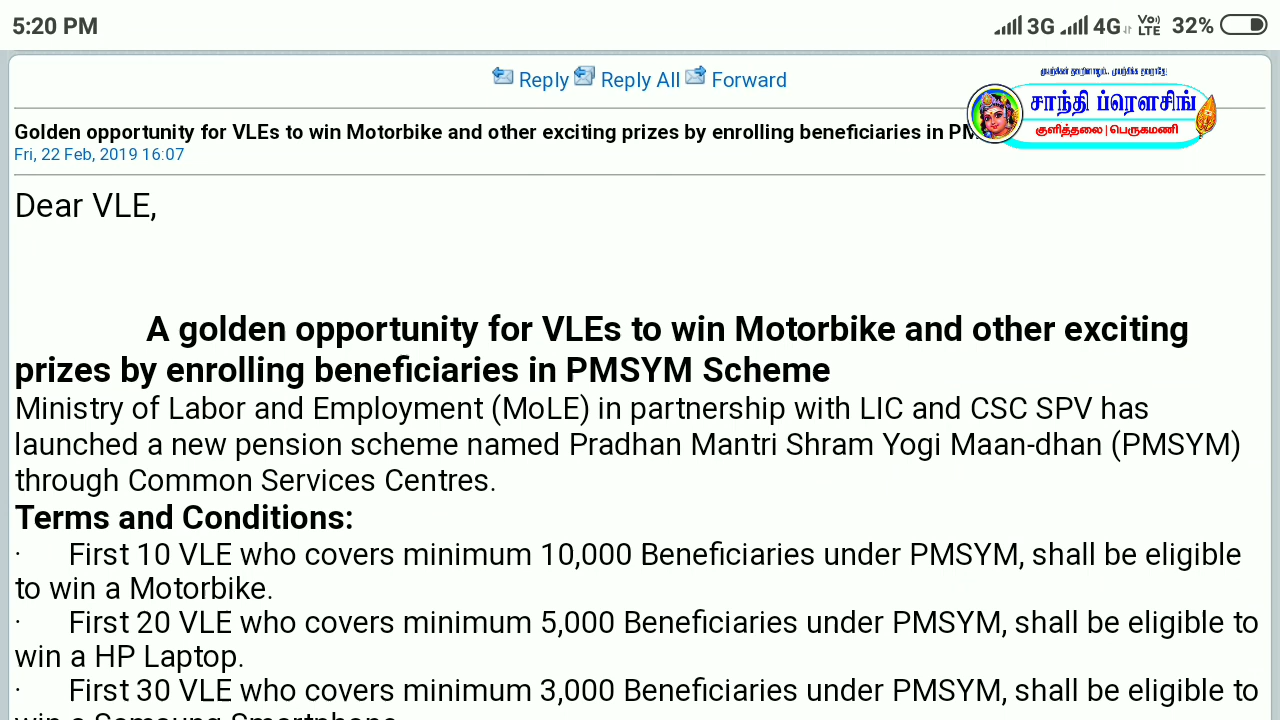 5:20 PM 3G 4G Vo) LTE 32%
Reply Reply All Forward
சாந்தி ப்ரௌசிங்
குளித்தலை | பெருகமணி
Golden opportunity for VLEs to win Motorbike and other exciting prizes by enrolling beneficiaries in
Fri, 22 Feb, 2019 16:07
Dear VLE,
A golden opportunity for VLEs to win Motorbike and other exciting
prizes by enrolling beneficiaries in PMSYM Scheme
Ministry of Labor and Employment (MoLE) in partnership with LIC and CSC SPV has
launched a new pension scheme named Pradhan Mantri Shram Yogi Maan-dhan (PMSYM)
through Common Services Centres.
Terms and Conditions:
· First 10 VLE who covers minimum 10,000 Beneficiaries under PMSYM, shall be eligible
to win a Motorbike.
· First 20 VLE who covers minimum 5,000 Beneficiaries under PMSYM, shall be eligible to
win a HP Laptop.
· First 30 VLE who covers minimum 3,000 Beneficiaries under PMSYM, shall be eligible to
win a Samsung Smartphone